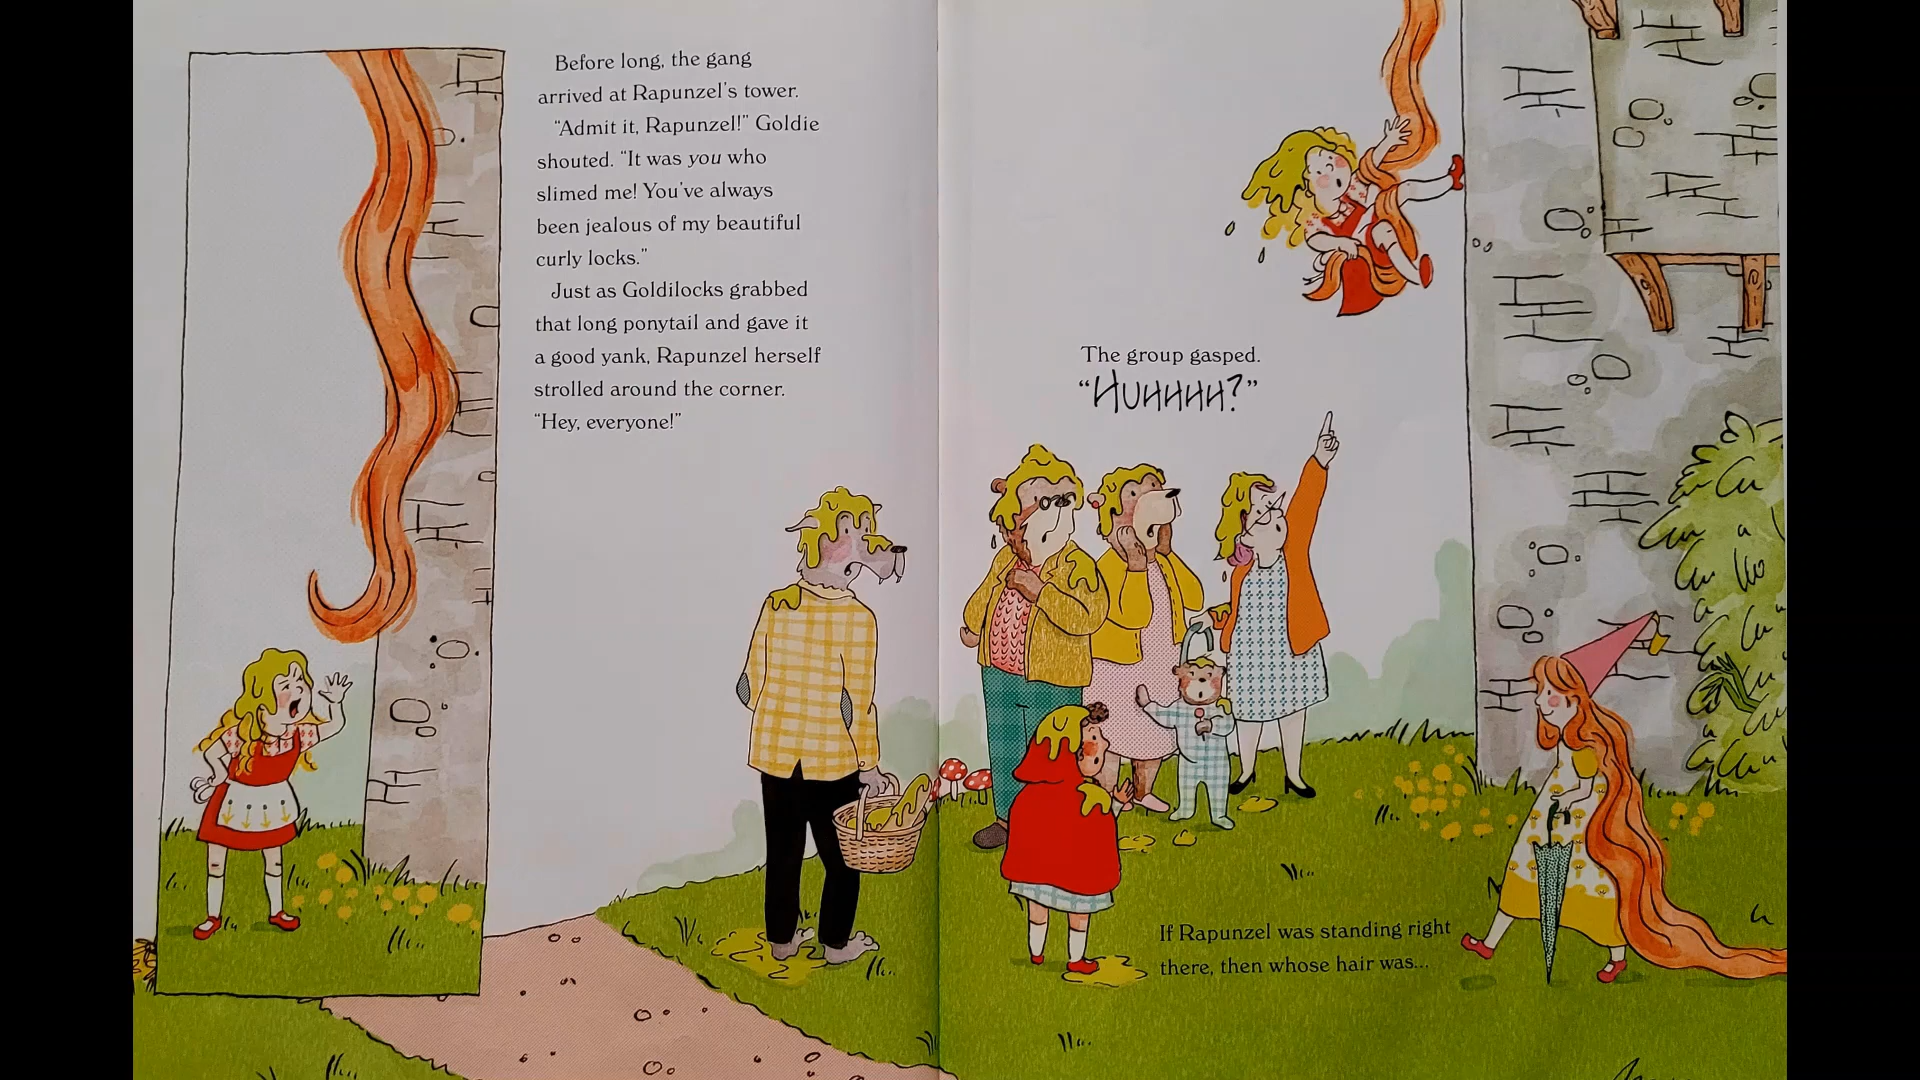 Before long, the gang
arrived at Rapunzel's tower.
“Admit it, Rapunzel!” Goldie
shouted. “It was you who
slimed me! You've always
been jealous of my beautiful
curly locks.”
Just as Goldilocks grabbed
that long ponytail and gave it
a good yank, Rapunzel herself
strolled around the corner.
“Hey, everyone!”
The group gasped.
“HUHHHH?”
If Rapunzel was standing right
there, then whose hair was...